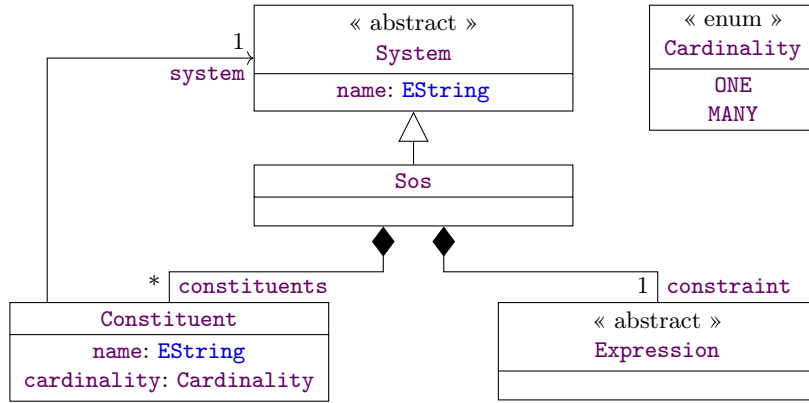 « abstract »
System
name: EString
« enum »
Cardinality
ONE
MANY
1
system
Sos
* constituents
1 constraint
Constituent
name: EString
cardinality: Cardinality
« abstract »
Expression